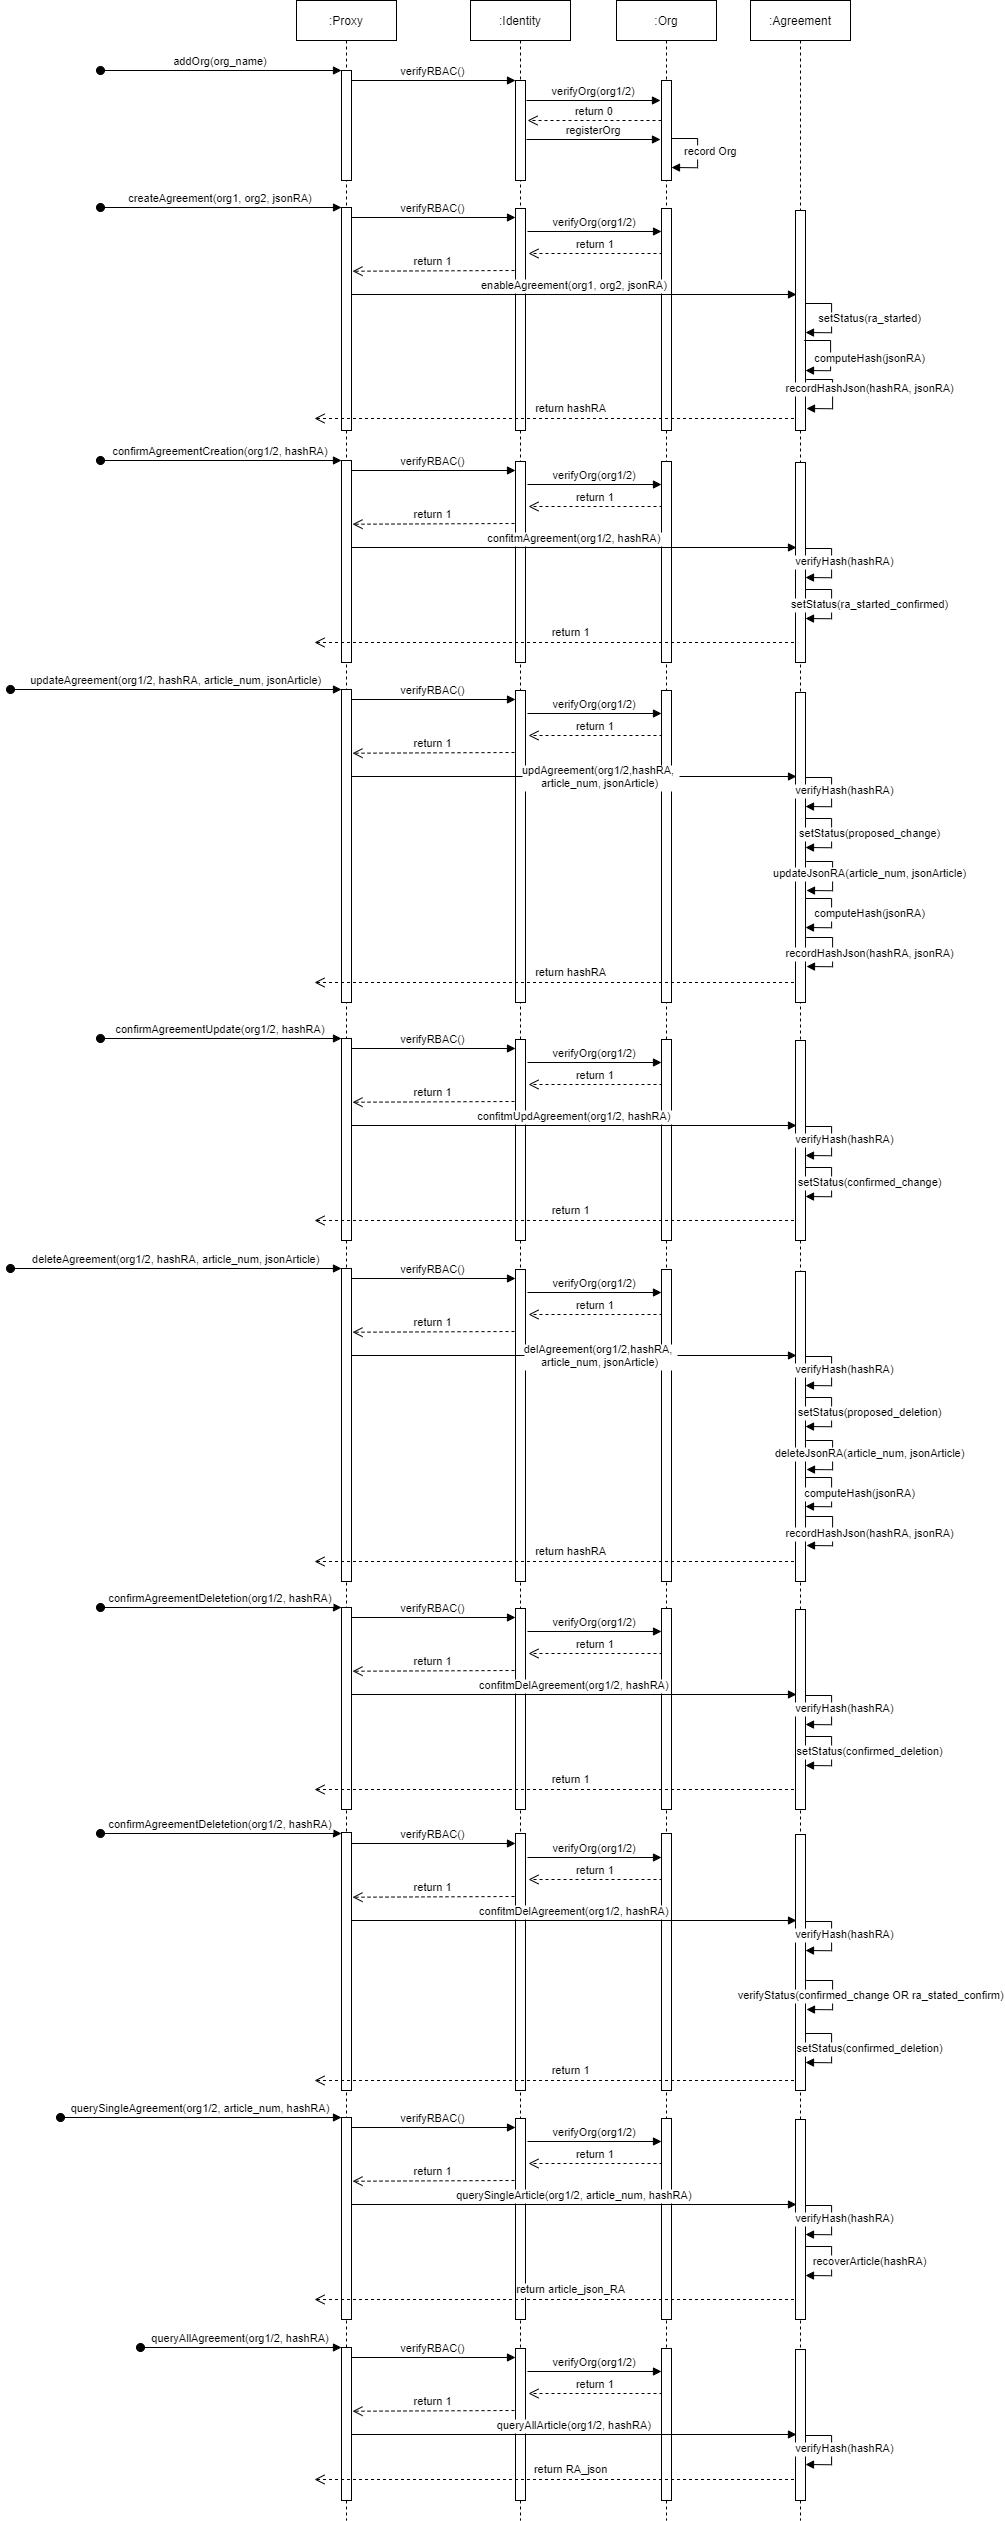 :Proxy
:Identity
:Org
:Agreement
addOrg(org_name)
verifyRBAC()
verifyOrg(org1/2)
return 0
registerOrg
record Org
createAgreement(org1, org2, jsonRA)
verifyRBAC()
verifyOrg(org1/2)
return 1
return 1
enableAgreement(org1, org2, jsonRA)
setStatus(ra_started)
computeHash(jsonRA)
recordHashJson(hashRA, jsonRA)
return hashRA
confirmAgreementCreation(org1/2, hashRA)
verifyRBAC()
verifyOrg(org1/2)
return 1
return 1
confitmAgreement(org1/2, hashRA)
verifyHash(hashRA)
setStatus(ra_started_confirmed)
return 1
updateAgreement(org1/2, hashRA, article_num, jsonArticle)
verifyRBAC()
verifyOrg(org1/2)
return 1
return 1
updAgreement(org1/2,hashRA,
article_num, jsonArticle)
verifyHash(hashRA)
setStatus(proposed_change)
updateJsonRA(article_num, jsonArticle)
computeHash(jsonRA)
recordHashJson(hashRA, jsonRA)
return hashRA
confirmAgreementUpdate(org1/2, hashRA)
verifyRBAC()
verifyOrg(org1/2)
return 1
return 1
confitmUpdAgreement(org1/2, hashRA)
verifyHash(hashRA)
setStatus(confirmed_change)
return 1
deleteAgreement(org1/2, hashRA, article_num, jsonArticle)
verifyRBAC()
verifyOrg(org1/2)
return 1
return 1
delAgreement(org1/2,hashRA,
article_num, jsonArticle)
verifyHash(hashRA)
setStatus(proposed_deletion)
deleteJsonRA(article_num, jsonArticle)
computeHash(jsonRA)
recordHashJson(hashRA, jsonRA)
return hashRA
confirmAgreementDeletetion(org1/2, hashRA)
verifyRBAC()
verifyOrg(org1/2)
return 1
return 1
confitmDelAgreement(org1/2, hashRA)
verifyHash(hashRA)
setStatus(confirmed_deletion)
return 1
confirmAgreementDeletetion(org1/2, hashRA)
verifyRBAC()
verifyOrg(org1/2)
return 1
return 1
confitmDelAgreement(org1/2, hashRA)
verifyHash(hashRA)
verifyStatus(confirmed_change OR ra_stated_confirm)
setStatus(confirmed_deletion)
return 1
querySingleAgreement(org1/2, article_num, hashRA)
verifyRBAC()
verifyOrg(org1/2)
return 1
return 1
querySingleArticle(org1/2, article_num, hashRA)
verifyHash(hashRA)
recoverArticle(hashRA)
return article_json_RA
queryAllAgreement(org1/2, hashRA)
verifyRBAC()
verifyOrg(org1/2)
return 1
return 1
queryAllArticle(org1/2, hashRA)
verifyHash(hashRA)
return RA_json